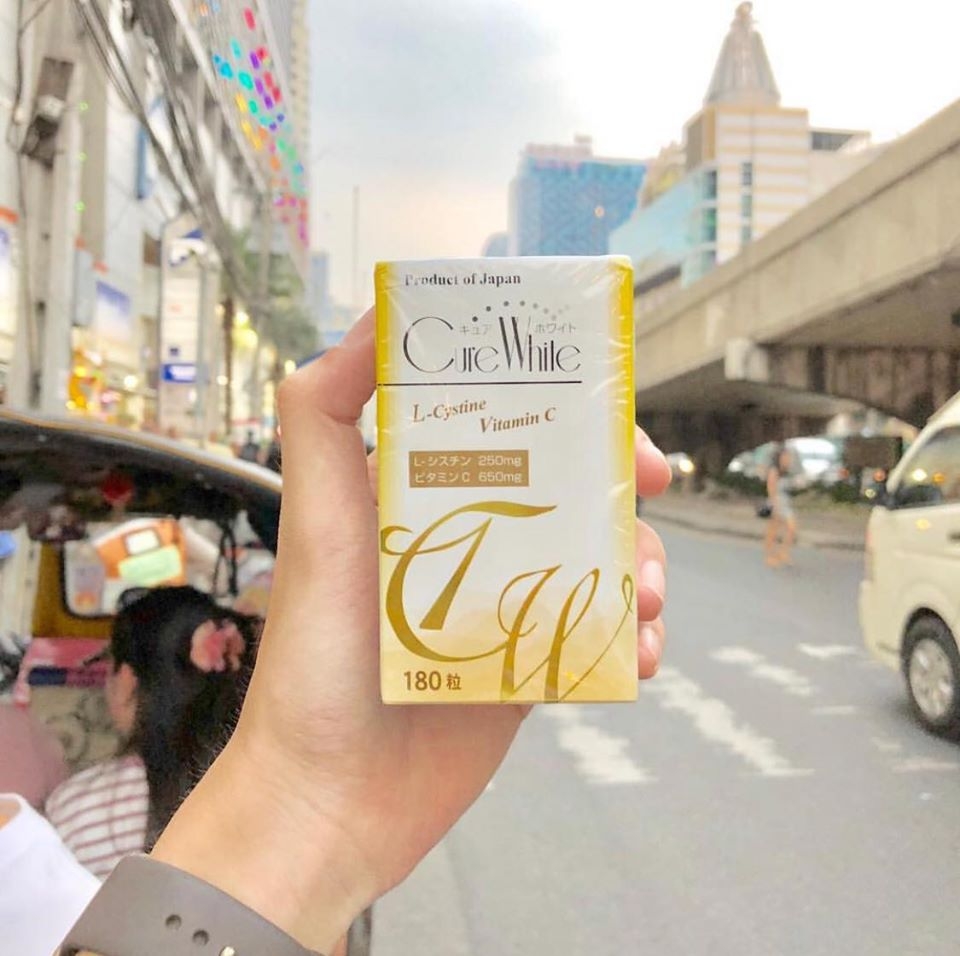 Product of Japan
キュア ホワイト
Cure White
L-Cystine
Vitamin C
L-シスチン 250mg
ビタミンC 650mg
CW
180粒